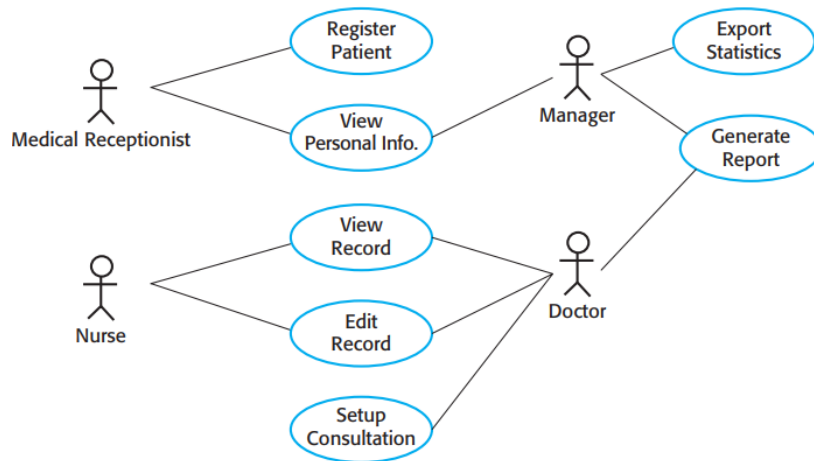 Register
Patient
Export
Statistics
Medical Receptionist
View
Personal Info.
Manager
Generate
Report
View
Record
Nurse
Edit
Record
Doctor
Setup
Consultation